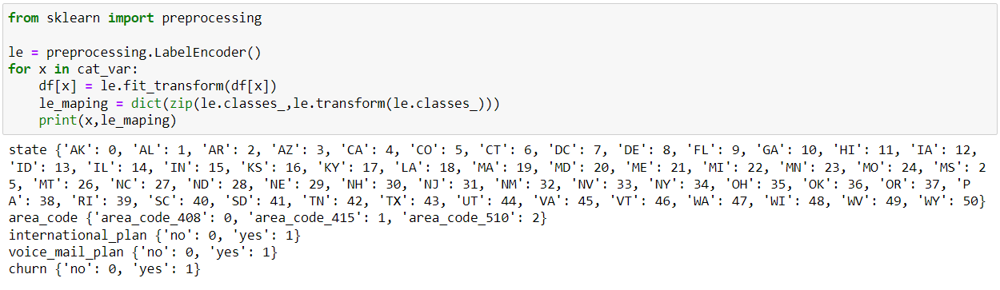 from sklearn import preprocessing
le = preprocessing.LabelEncoder()
for x in cat_var:
    df[x] = le.fit_transform(df[x])
    le_maping = dict(zip(le.classes_,le.transform(le.classes_)))
    print(x,le_maping)
state {'AK': 0, 'AL': 1, 'AR': 2, 'AZ': 3, 'CA': 4, 'CO': 5, 'CT': 6, 'DC': 7, 'DE': 8, 'FL': 9, 'GA': 10, 'HI': 11, 'IA': 12,
'ID': 13, 'IL': 14, 'IN': 15, 'KS': 16, 'KY': 17, 'LA': 18, 'MA': 19, 'MD': 20, 'ME': 21, 'MI': 22, 'MN': 23, 'MO': 24, 'MS': 2
5, 'MT': 26, 'NC': 27, 'ND': 28, 'NE': 29, 'NH': 30, 'NJ': 31, 'NM': 32, 'NV': 33, 'NY': 34, 'OH': 35, 'OK': 36, 'OR': 37, 'P
A': 38, 'RI': 39, 'SC': 40, 'SD': 41, 'TN': 42, 'TX': 43, 'UT': 44, 'VA': 45, 'VT': 46, 'WA': 47, 'WI': 48, 'WV': 49, 'WY': 50}
area_code {'area_code_408': 0, 'area_code_415': 1, 'area_code_510': 2}
international_plan {'no': 0, 'yes': 1}
voice_mail_plan {'no': 0, 'yes': 1}
churn {'no': 0, 'yes': 1}